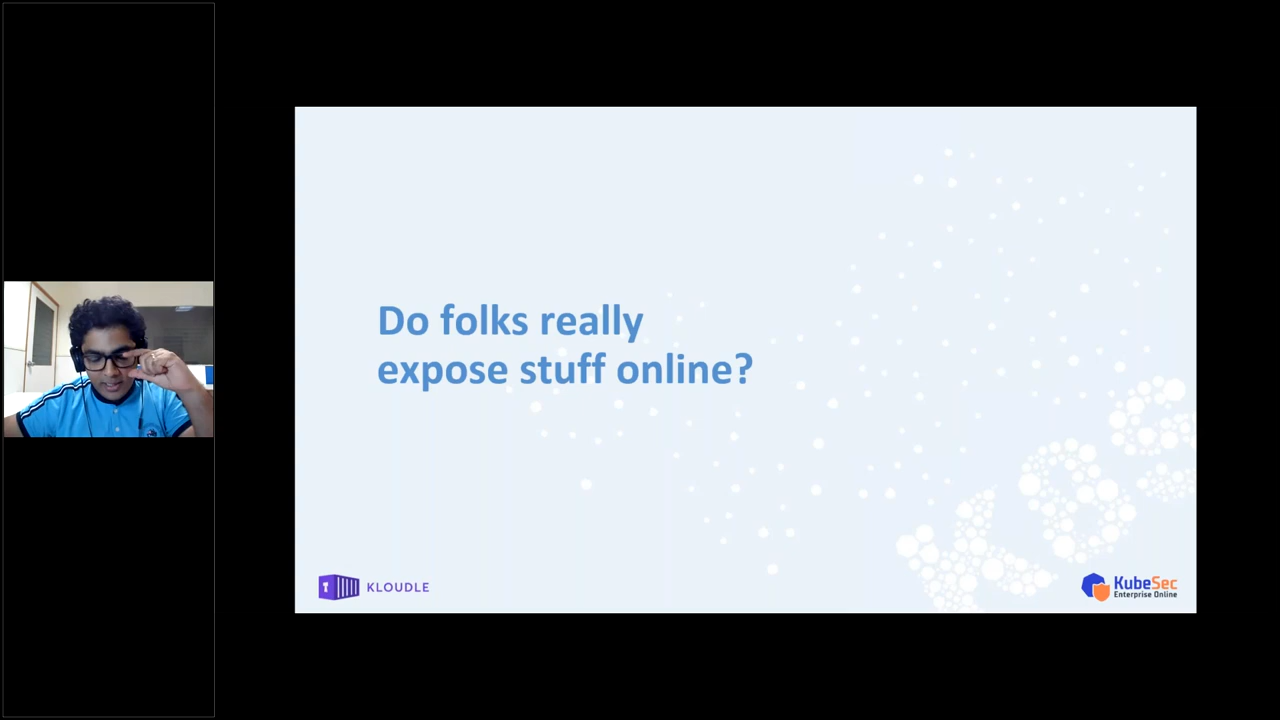 Do folks really
expose stuff online?
KLOUDLE
KubeSec
Enterprise Online